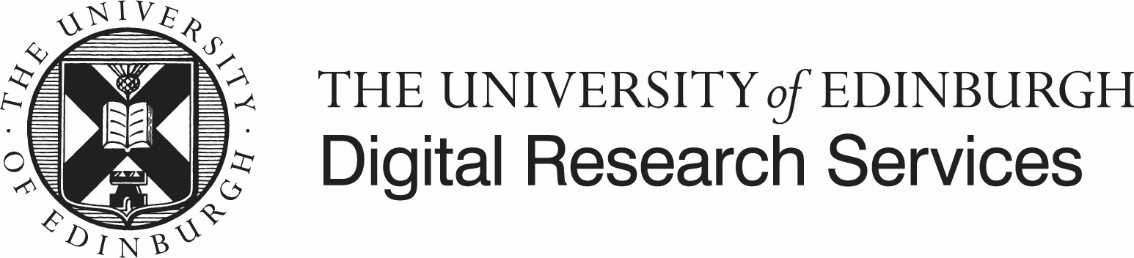 · THE UNIVERSITY ·
OF EDINBURGH
THE UNIVERSITY of EDINBURGH
Digital Research Services